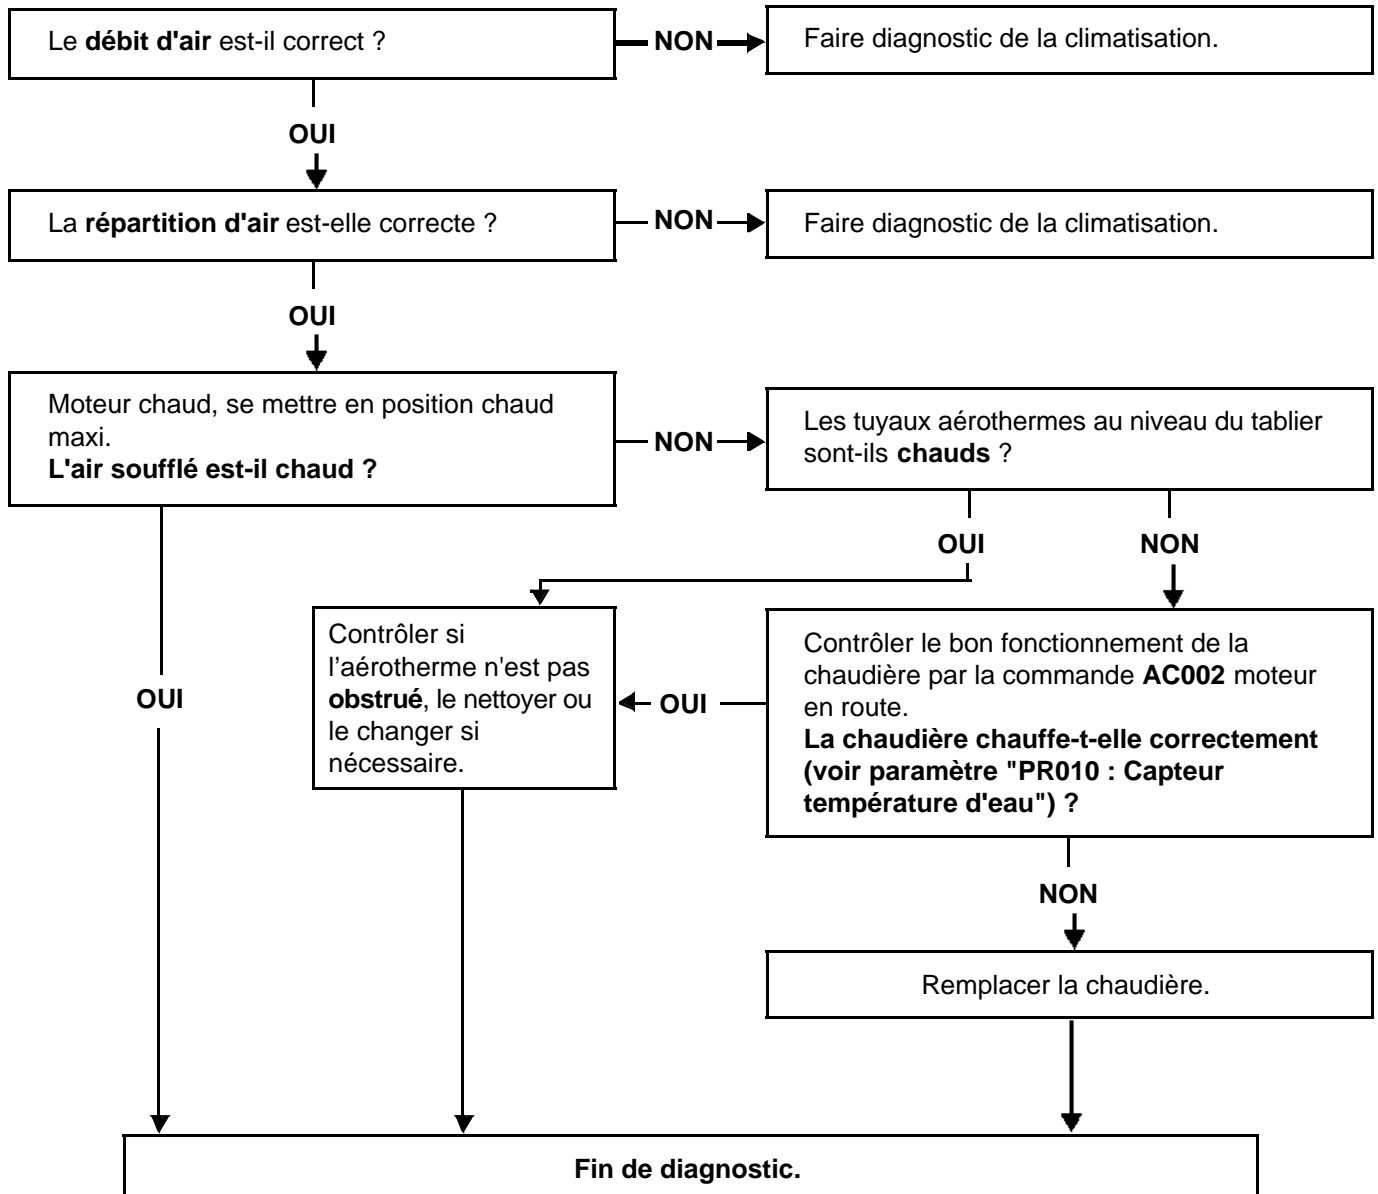 Le débit d'air est-il correct ?
NON
Faire diagnostic de la climatisation.
OUI
La répartition d'air est-elle correcte ?
NON
Faire diagnostic de la climatisation.
OUI
Moteur chaud, se mettre en position chaud
maxi.
L'air soufflé est-il chaud ?
NON
Les tuyaux aérothermes au niveau du tablier
sont-ils chauds ?
OUI
NON
Contrôler si
l’aérotherme n'est pas
obstrué, le nettoyer ou
le changer si
nécessaire.
OUI
OUI
Contrôler le bon fonctionnement de la
chaudière par la commande AC002 moteur
en route.
La chaudière chauffe-t-elle correctement
(voir paramètre "PR010 : Capteur
température d'eau") ?
NON
Remplacer la chaudière.
Fin de diagnostic.